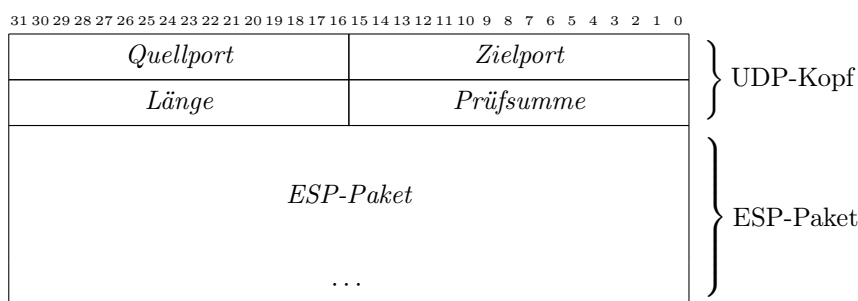 31 30 29 28 27 26 25 24 23 22 21 20 19 18 17 16 15 14 13 12 11 10 9 8 7 6 5 4 3 2 1 0
Quellport Zielport
UDP-Kopf
Länge Prüfsumme
ESP-Paket
ESP-Paket
...